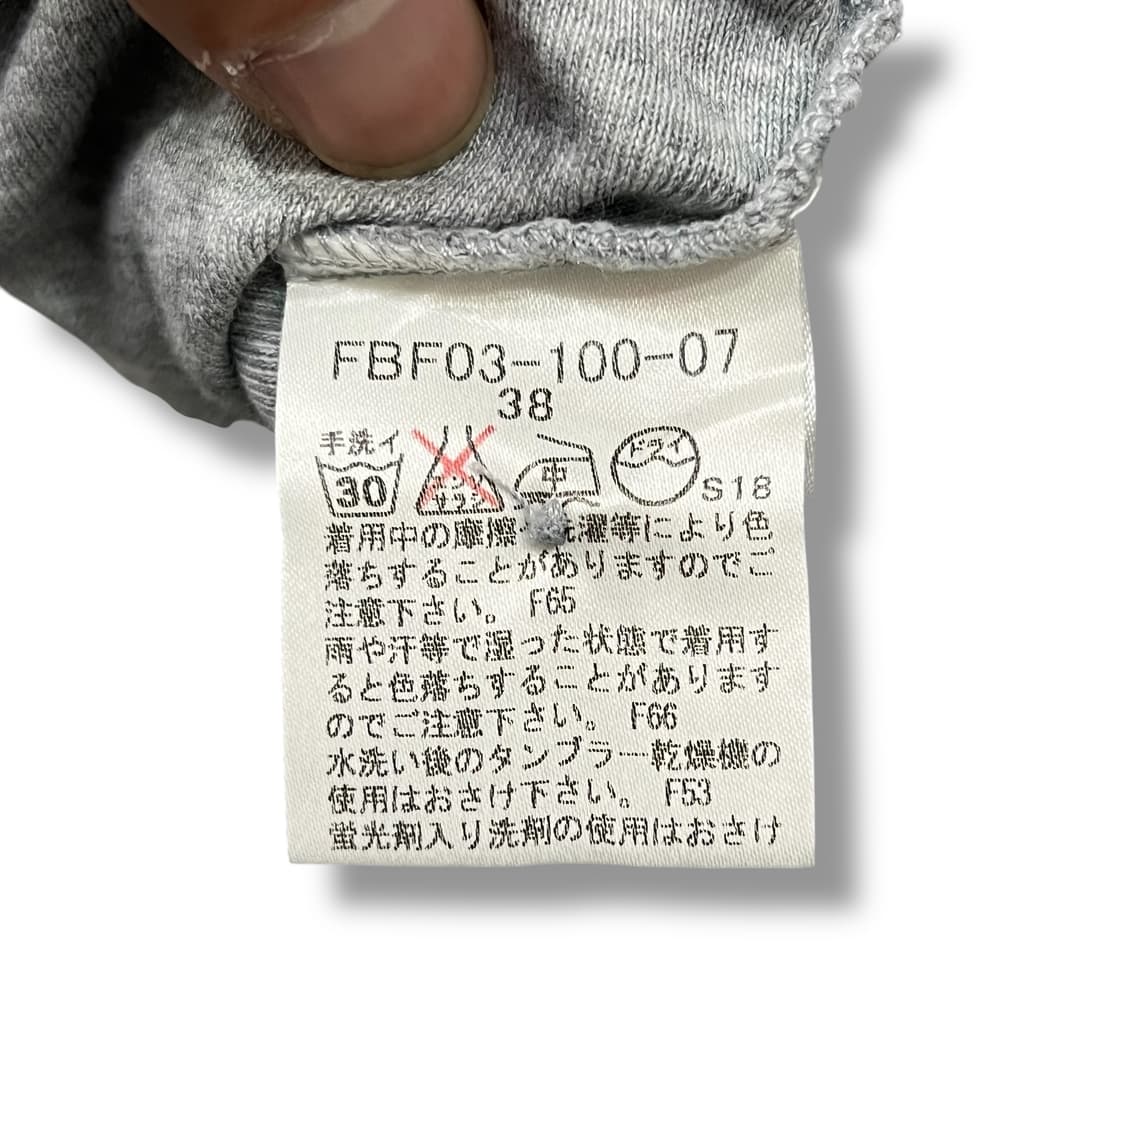 FBF03-100-07
38
手洗イ
30
中
ドライ
S18
着用中の摩擦 洗濯等により色
落ちすることがありますのでご
注意下さい。 F65
雨や汗等で湿った状態で着用す
ると色落ちすることがあります
のでご注意下さい。 F66
水洗い後のタンブラー乾燥機の
使用はおさけ下さい。 F53
蛍光剤入り洗剤の使用はおさけ